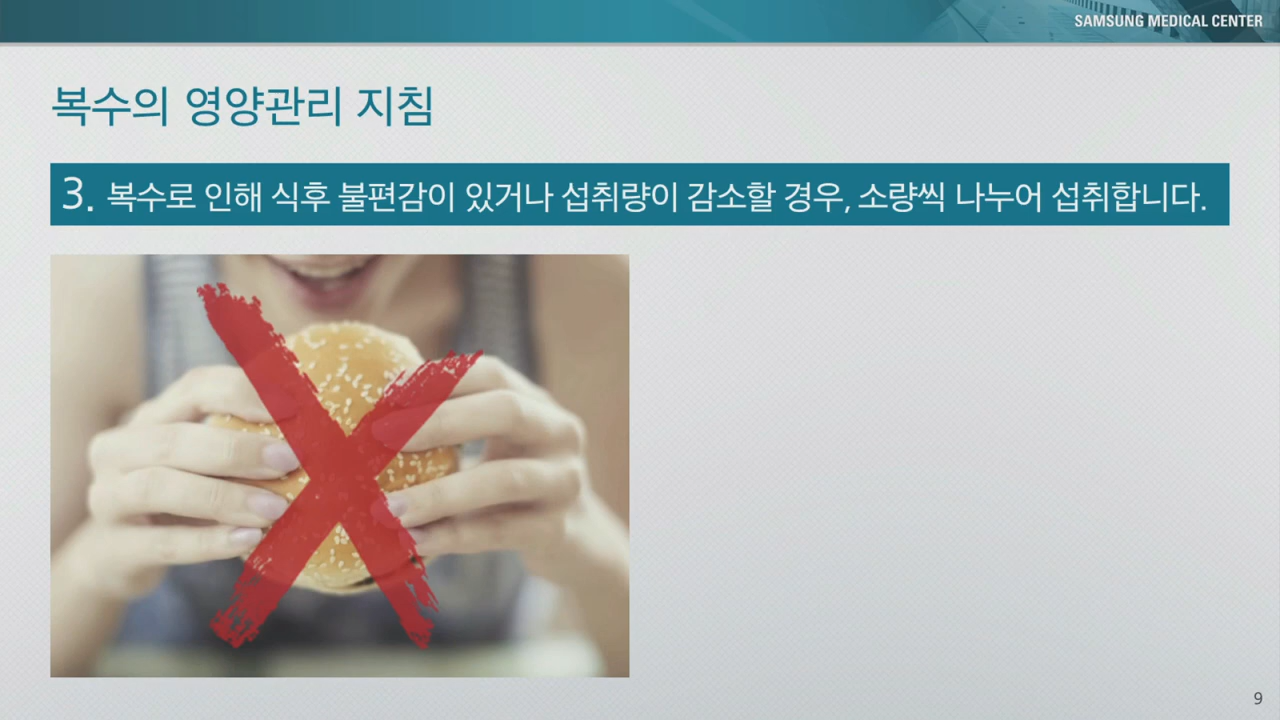 SAMSUNG MEDICAL CENTER
복수의 영양관리 지침
3. 복수로 인해 식후 불편감이 있거나 섭취량이 감소할 경우, 소량씩 나누어 섭취합니다.
9